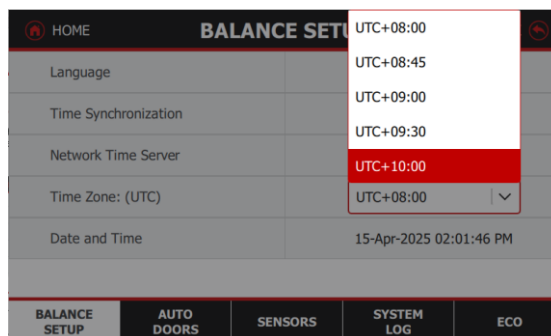 HOME
BALANCE SETU
UTC+08:00
UTC+08:45
UTC+09:00
UTC+09:30
UTC+10:00
Language
Time Synchronization
Network Time Server
Time Zone: (UTC)
UTC+08:00
Date and Time
15-Apr-2025 02:01:46 PM
BALANCE
SETUP
AUTO
DOORS
SENSORS
SYSTEM
LOG
ECO